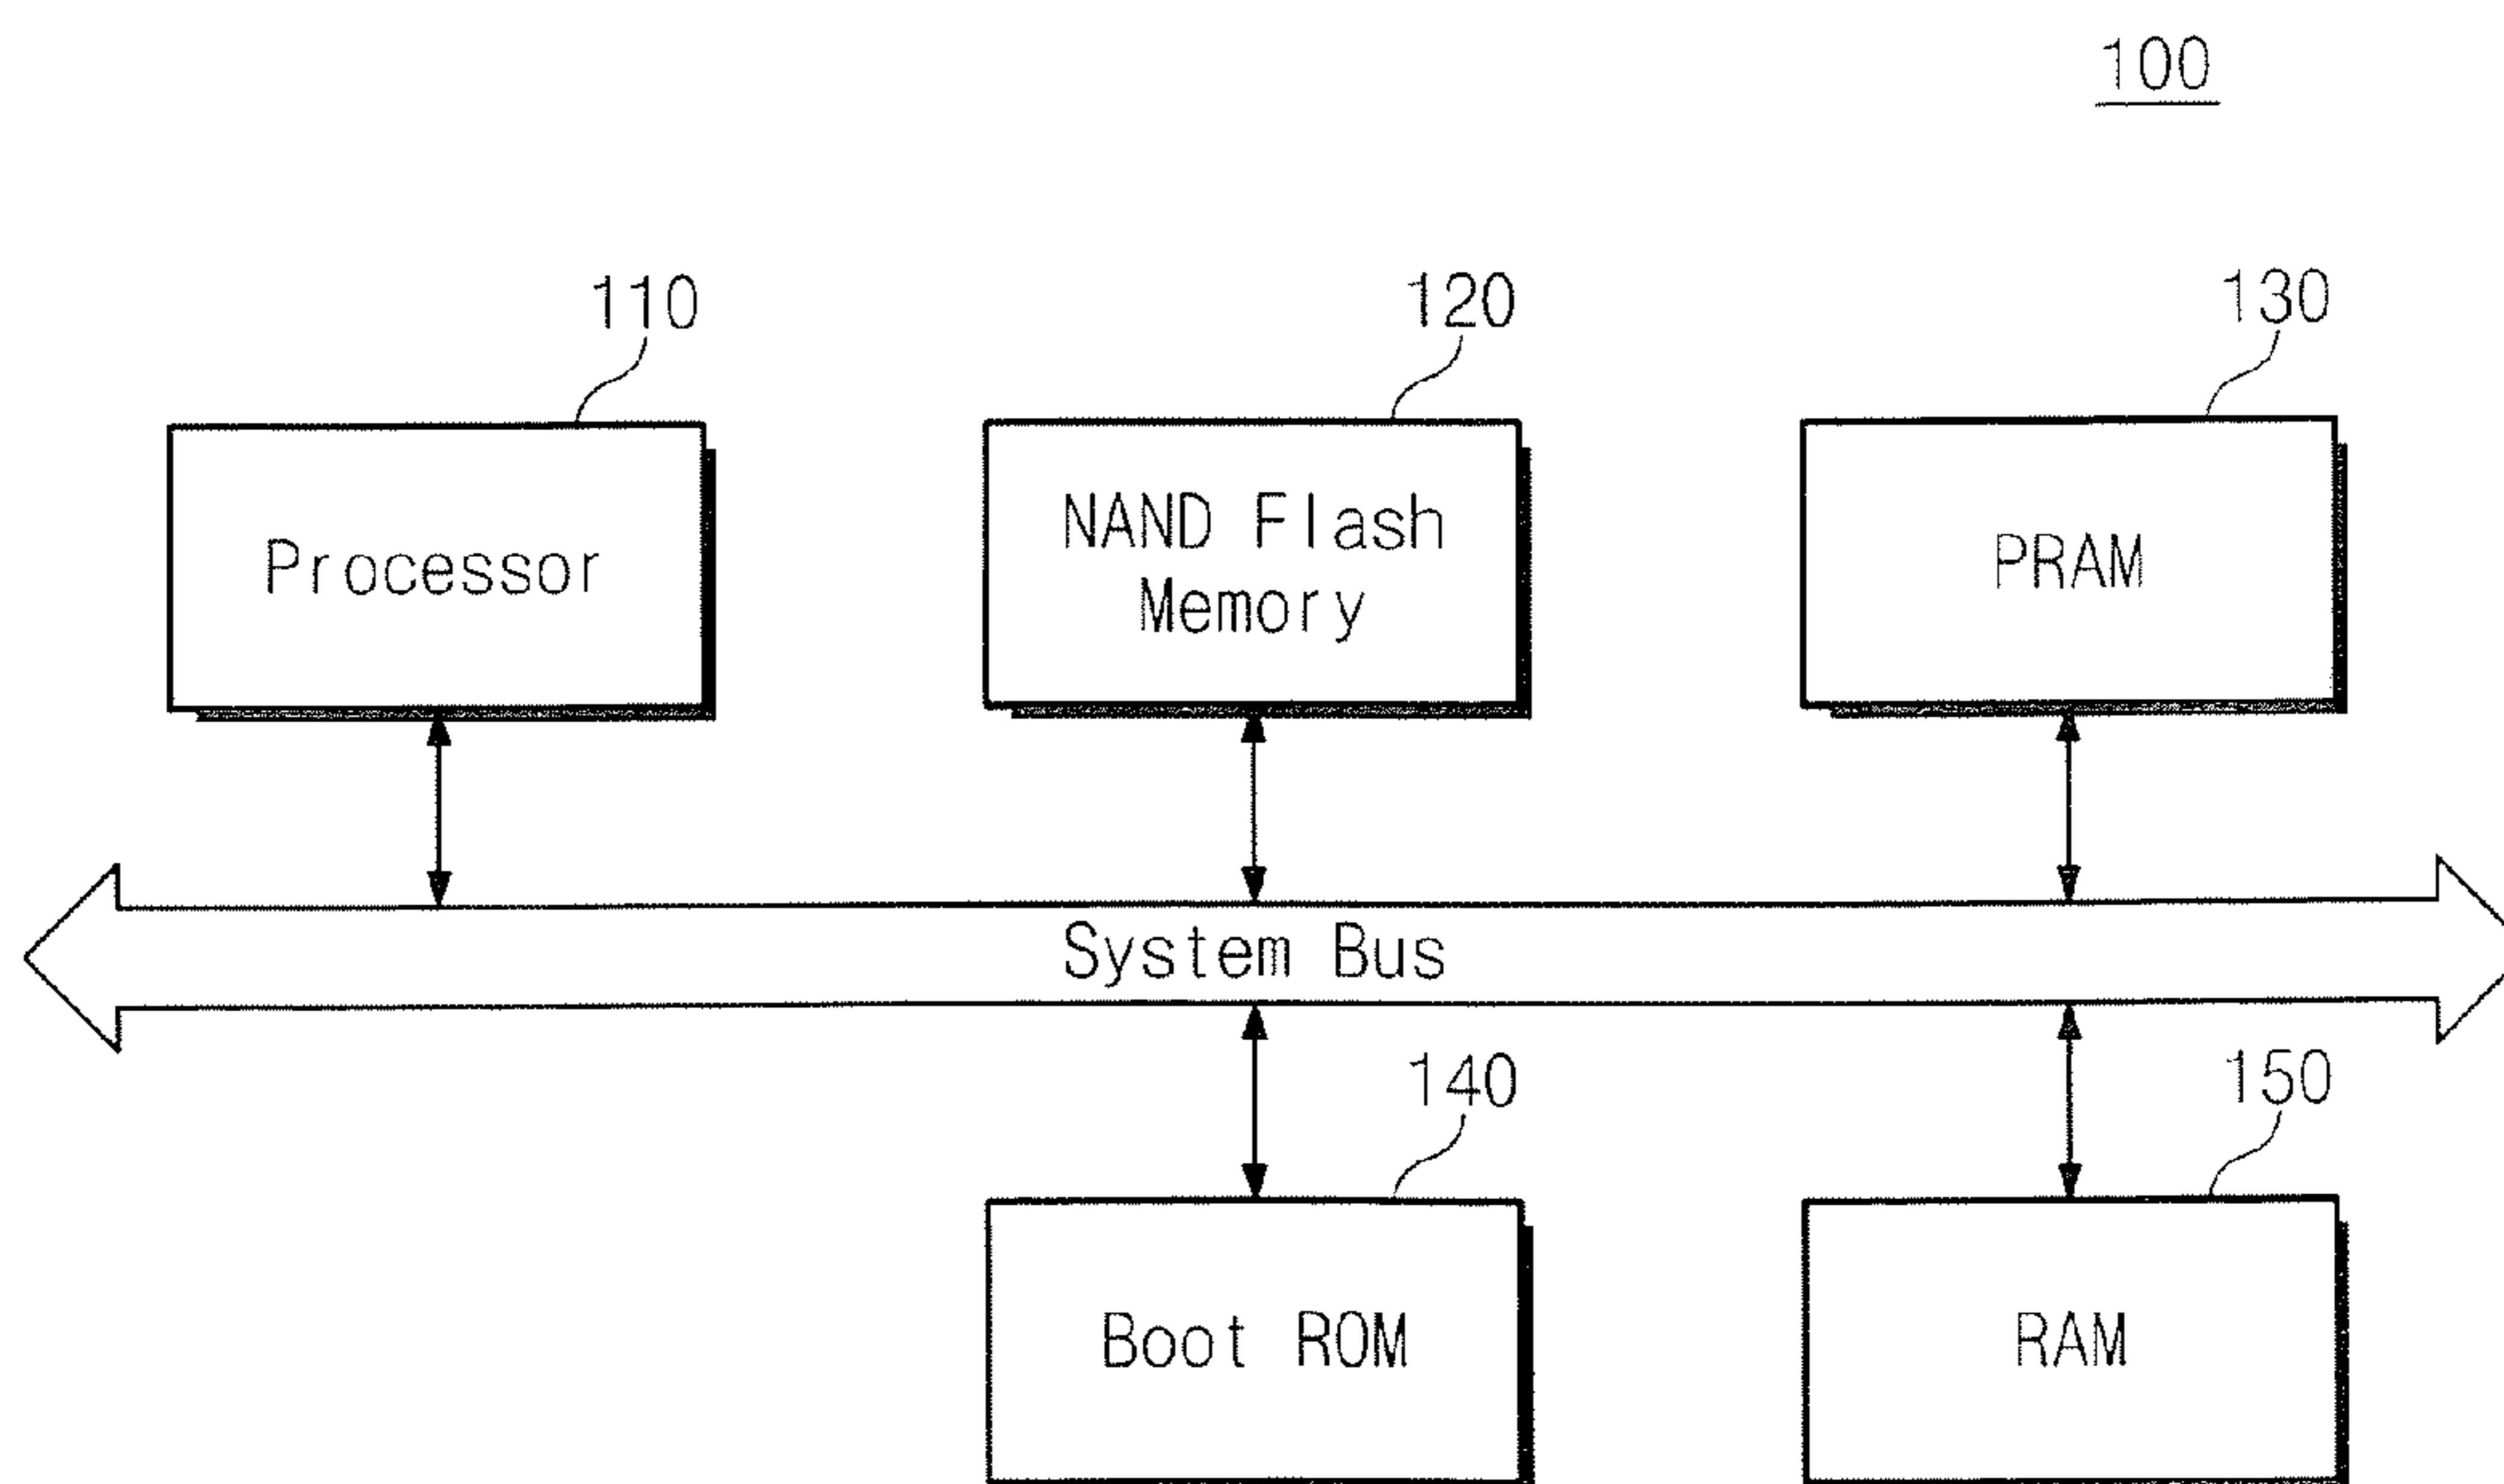 100
110
120
130
Processor
NAND Flash
Memory
PRAM
System Bus
140
150
Boot ROM
RAM